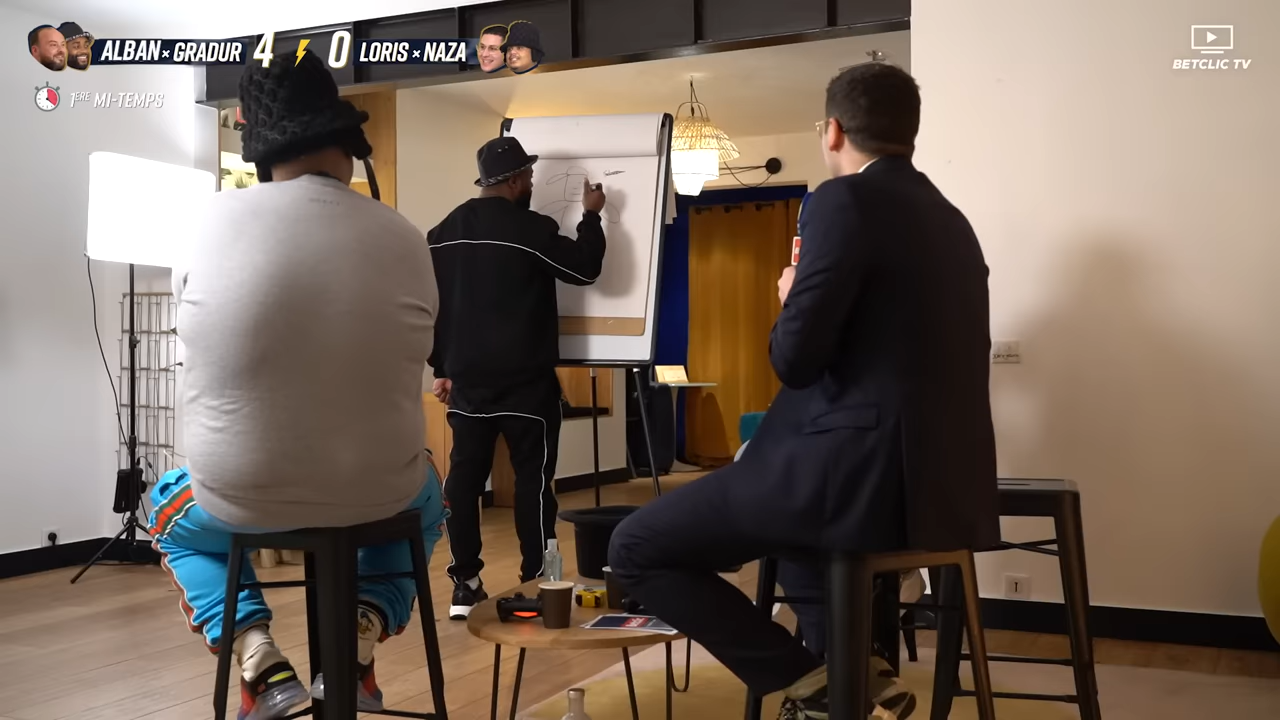 ALBAN × GRADUR 4 0 LORIS × NAZA
1ÈRE MI-TEMPS
BETCLIC TV